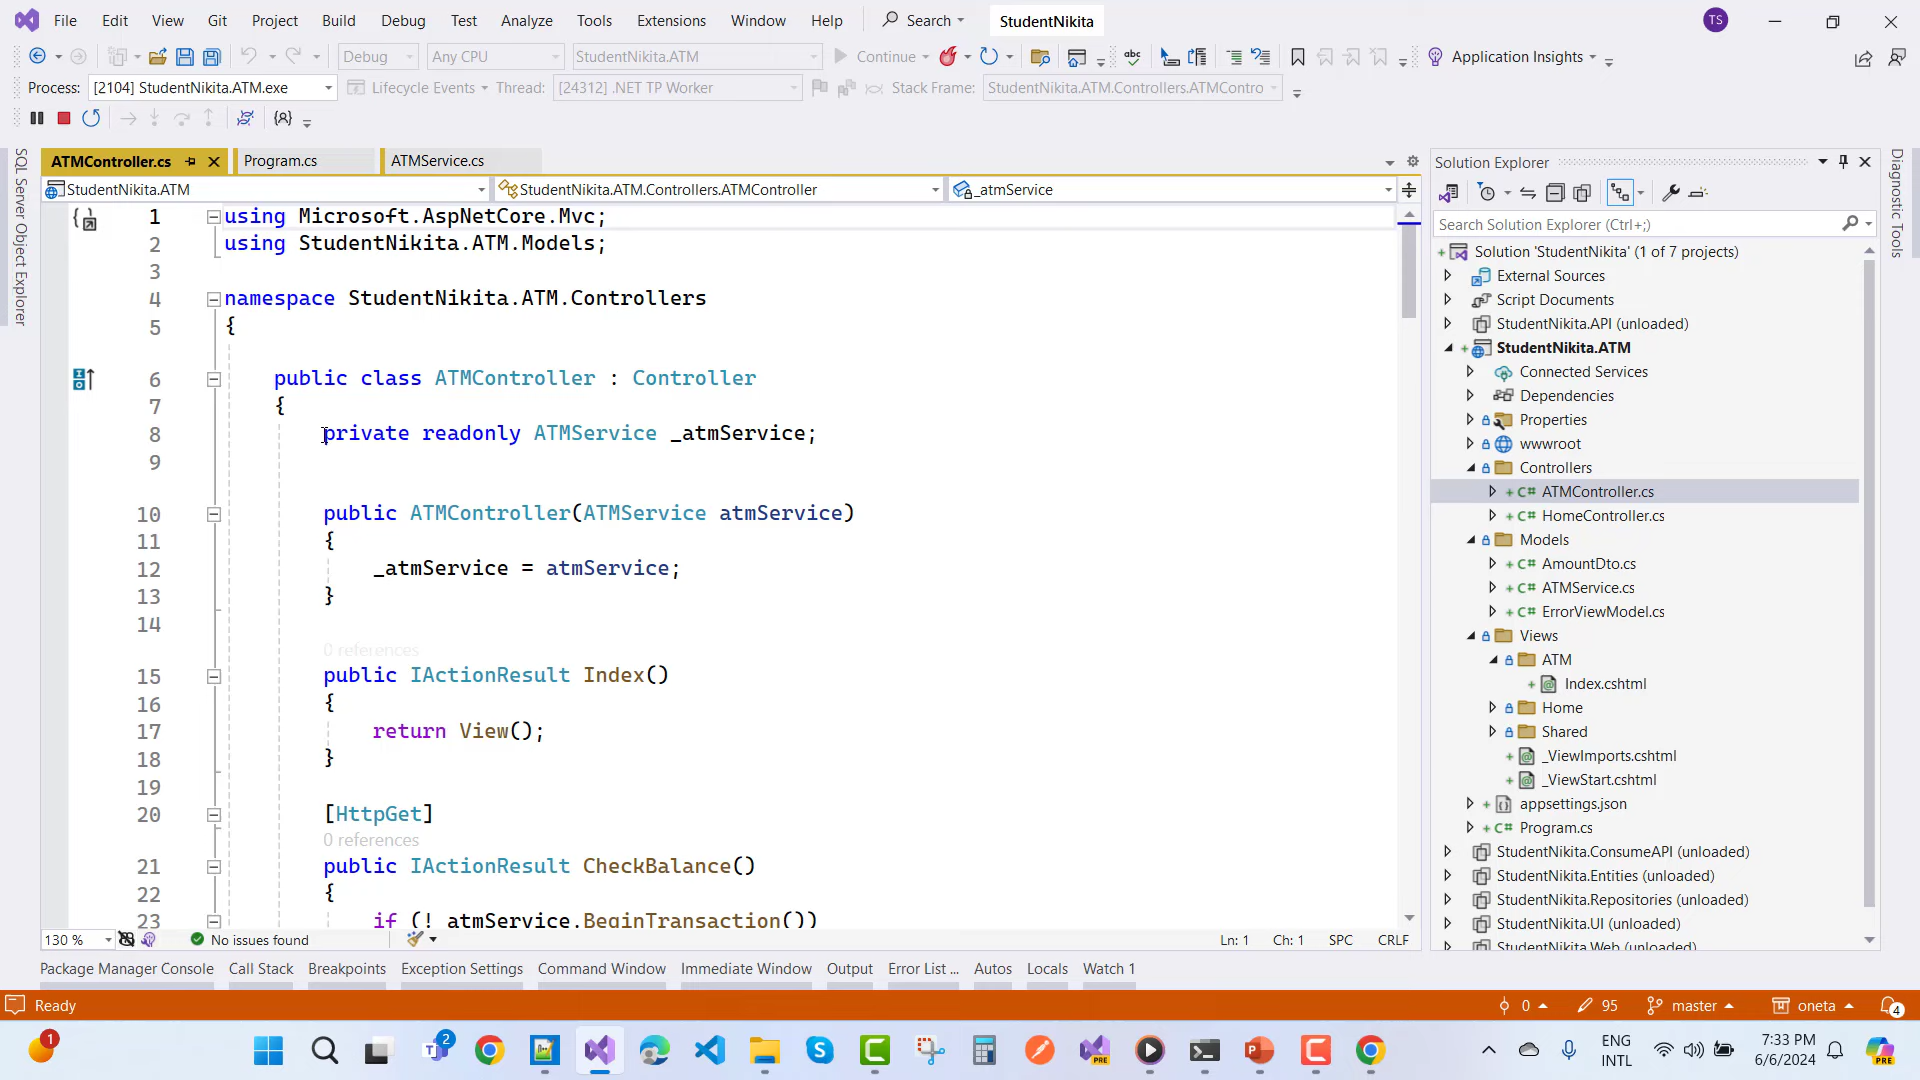 File Edit View Git Project Build Debug Test Analyze Tools Extensions Window Help Search StudentNikita TS
Debug Any CPU StudentNikita.ATM Continue abc Application Insights
Process: [2104] StudentNikita.ATM.exe Lifecycle Events Thread: [24312] .NET TP Worker Stack Frame: StudentNikita.ATM.Controllers.ATMContro
SQL Server Object Explorer
ATMController.cs Program.cs ATMService.cs
StudentNikita.ATM StudentNikita.ATM.Controllers.ATMController _atmService
1 using Microsoft.AspNetCore.Mvc;
2 using StudentNikita.ATM.Models;
3
4 namespace StudentNikita.ATM.Controllers
5 {
6 public class ATMController : Controller
7 {
8 private readonly ATMService _atmService;
9
10 public ATMController(ATMService atmService)
11 {
12 _atmService = atmService;
13 }
14
0 references
15 public IActionResult Index()
16 {
17 return View();
18 }
19
20 [HttpGet]
0 references
21 public IActionResult CheckBalance()
22 {
23 if (!_atmService.BeginTransaction())
130 % No issues found Ln: 1 Ch: 1 SPC CRLF
Solution Explorer
Search Solution Explorer (Ctrl+;)
Solution 'StudentNikita' (1 of 7 projects)
External Sources
Script Documents
StudentNikita.API (unloaded)
StudentNikita.ATM
Connected Services
Dependencies
Properties
wwwroot
Controllers
C# ATMController.cs
C# HomeController.cs
Models
C# AmountDto.cs
C# ATMService.cs
C# ErrorViewModel.cs
Views
ATM
Index.cshtml
Home
Shared
_ViewImports.cshtml
_ViewStart.cshtml
appsettings.json
C# Program.cs
StudentNikita.ConsumeAPI (unloaded)
StudentNikita.Entities (unloaded)
StudentNikita.Repositories (unloaded)
StudentNikita.UI (unloaded)
StudentNikita.Web (unloaded)
Diagnostic Tools
Package Manager Console Call Stack Breakpoints Exception Settings Command Window Immediate Window Output Error List ... Autos Locals Watch 1
Ready 0 95 master oneta 4
1 2 PRE ENG INTL 7:33 PM 6/6/2024 PRE